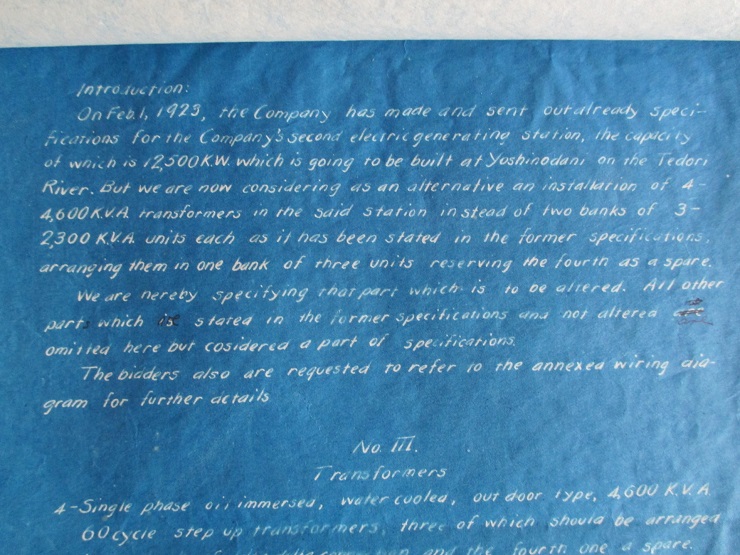 Introduction:
On Feb. 1, 1923, the Company has made and sent out already speci-
fications for the Company's second electric generating station, the capacity
of which is 12,500 K.W. which is going to be built at Yoshinodani on the Tedori
River. But we are now considering as an alternative an installation of 4-
4,600 K.V.A. transformers in the said station in stead of two banks of 3-
2,300 K.V.A. units each as it has been stated in the former specifications,
arranging them in one bank of three units reserving the fourth as a spare.
We are hereby specifying that part which is to be altered. All other
parts which is stated in the former specifications and not altered
omitted here but cosidered a part of specifications.
The bidders also are requested to refer to the annexed wiring dia-
gram for further details
No. III.
Transformers
4-Single phase oil immersed, water cooled, out door type, 4,600 K.V.A
60 cycle step up transformers, three of which should be arranged
and the fourth one a spare.